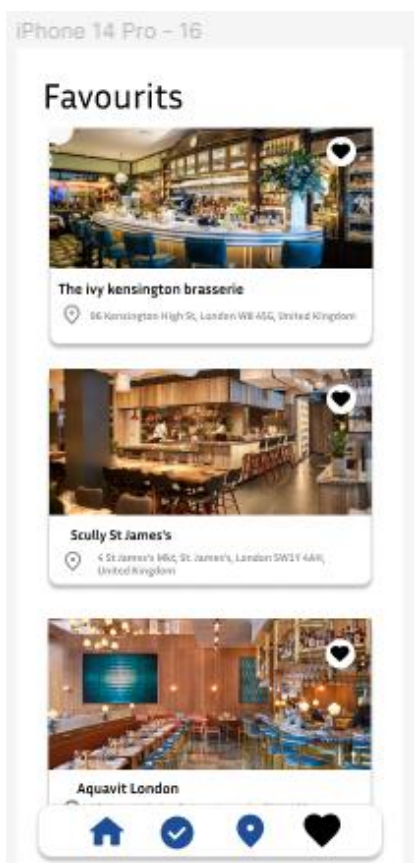 iPhone 14 Pro - 16
Favourits
The ivy kensington brasserie
96 Kensington High St, London W8 4SG, United Kingdom
Scully St James's
4 St James's Mkt, St. James's, London SW1Y 4AH,
United Kingdom
Aquavit London